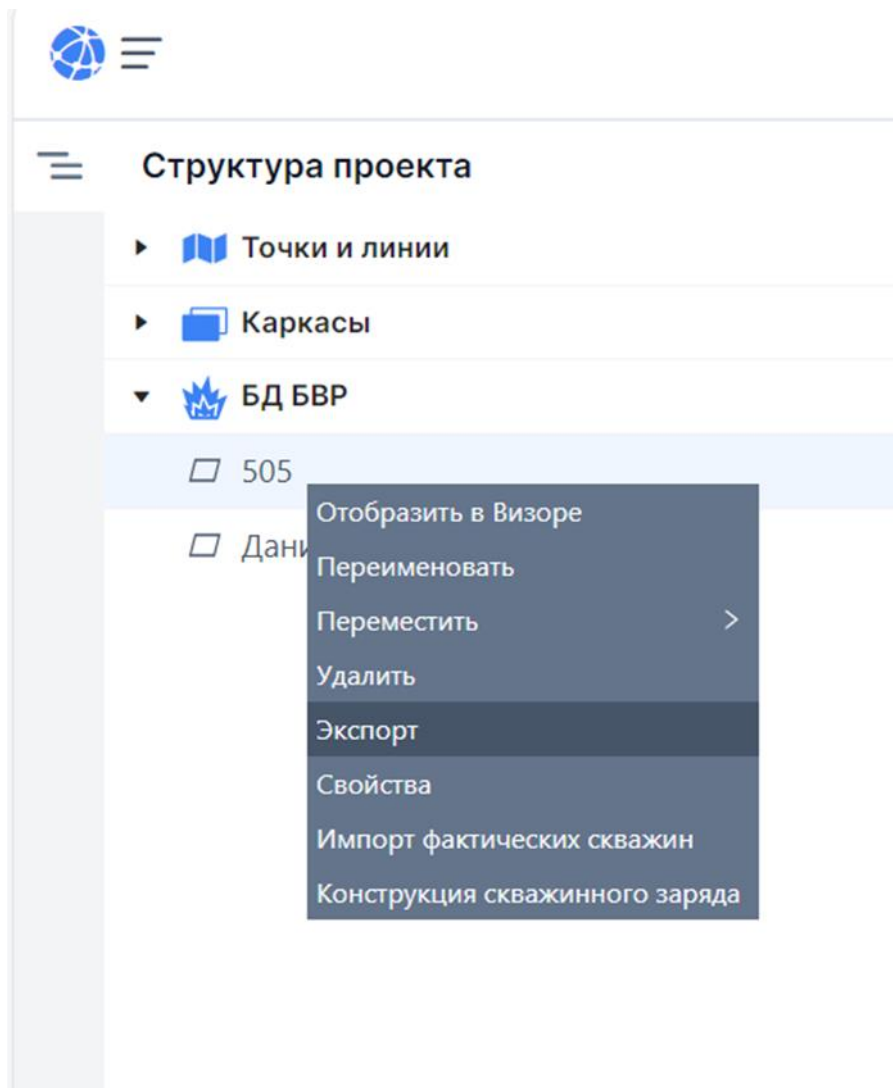 Структура проекта
Точки и линии
Каркасы
БД БВР
505
Отобразить в Визоре
Переименовать
Переместить
Удалить
Экспорт
Свойства
Импорт фактических скважин
Конструкция скважинного заряда